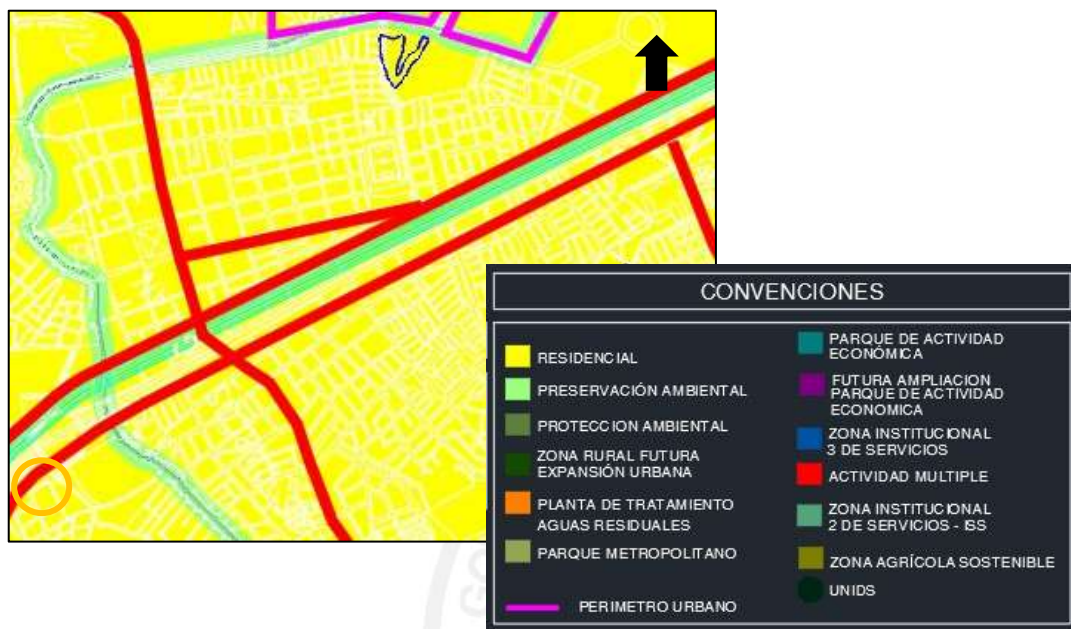 CONVENCIONES
RESIDENCIAL
PRESERVACIÓN AMBIENTAL
PROTECCION AMBIENTAL
ZONA RURAL FUTURA
EXPANSIÓN URBANA
PLANTA DE TRATAMIENTO
AGUAS RESIDUALES
PARQUE METROPOLITANO
PERIMETRO URBANO
PARQUE DE ACTIVIDAD
ECONÓMICA
FUTURA AMPLIACION
PARQUE DE ACTIVIDAD
ECONOMICA
ZONA INSTITUCIONAL
3 DE SERVICIOS
ACTIVIDAD MULTIPLE
ZONA INSTITUCIONAL
2 DE SERVICIOS - ISS
ZONA AGRÍCOLA SOSTENIBLE
UNIDS